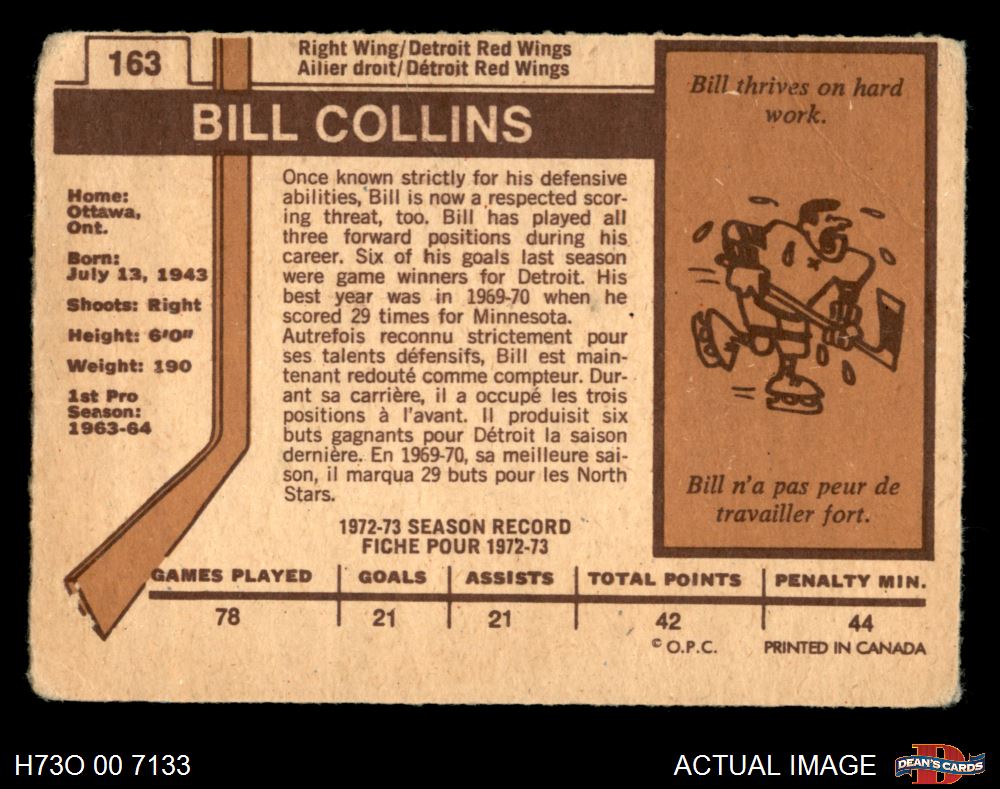 163
Right Wing/Detroit Red Wings
Ailier droit/Détroit Red Wings
BILL COLLINS
Home:
Ottawa,
Ont.
Born:
July 13, 1943
Shoots: Right
Height: 6'0"
Weight: 190
1st Pro
Season:
1963-64
Once known strictly for his defensive
abilities, Bill is now a respected scor-
ing threat, too. Bill has played all
three forward positions during his
career. Six of his goals last season
were game winners for Detroit. His
best year was in 1969-70 when he
scored 29 times for Minnesota.
Autrefois reconnu strictement pour
ses talents défensifs, Bill est main-
tenant redouté comme compteur. Dur-
ant sa carrière, il a occupé les trois
positions à l'avant. Il produisit six
buts gagnants pour Détroit la saison
dernière. En 1969-70, sa meilleure sai-
son, il marqua 29 buts pour les North
Stars.
Bill thrives on hard
work.
Bill n'a pas peur de
travailler fort.
1972-73 SEASON RECORD
FICHE POUR 1972-73
GAMES PLAYED GOALS ASSISTS TOTAL POINTS PENALTY MIN.
78 21 21 42 44
© O.P.C. PRINTED IN CANADA
H73O 00 7133 ACTUAL IMAGE
D
DEAN'S CARDS